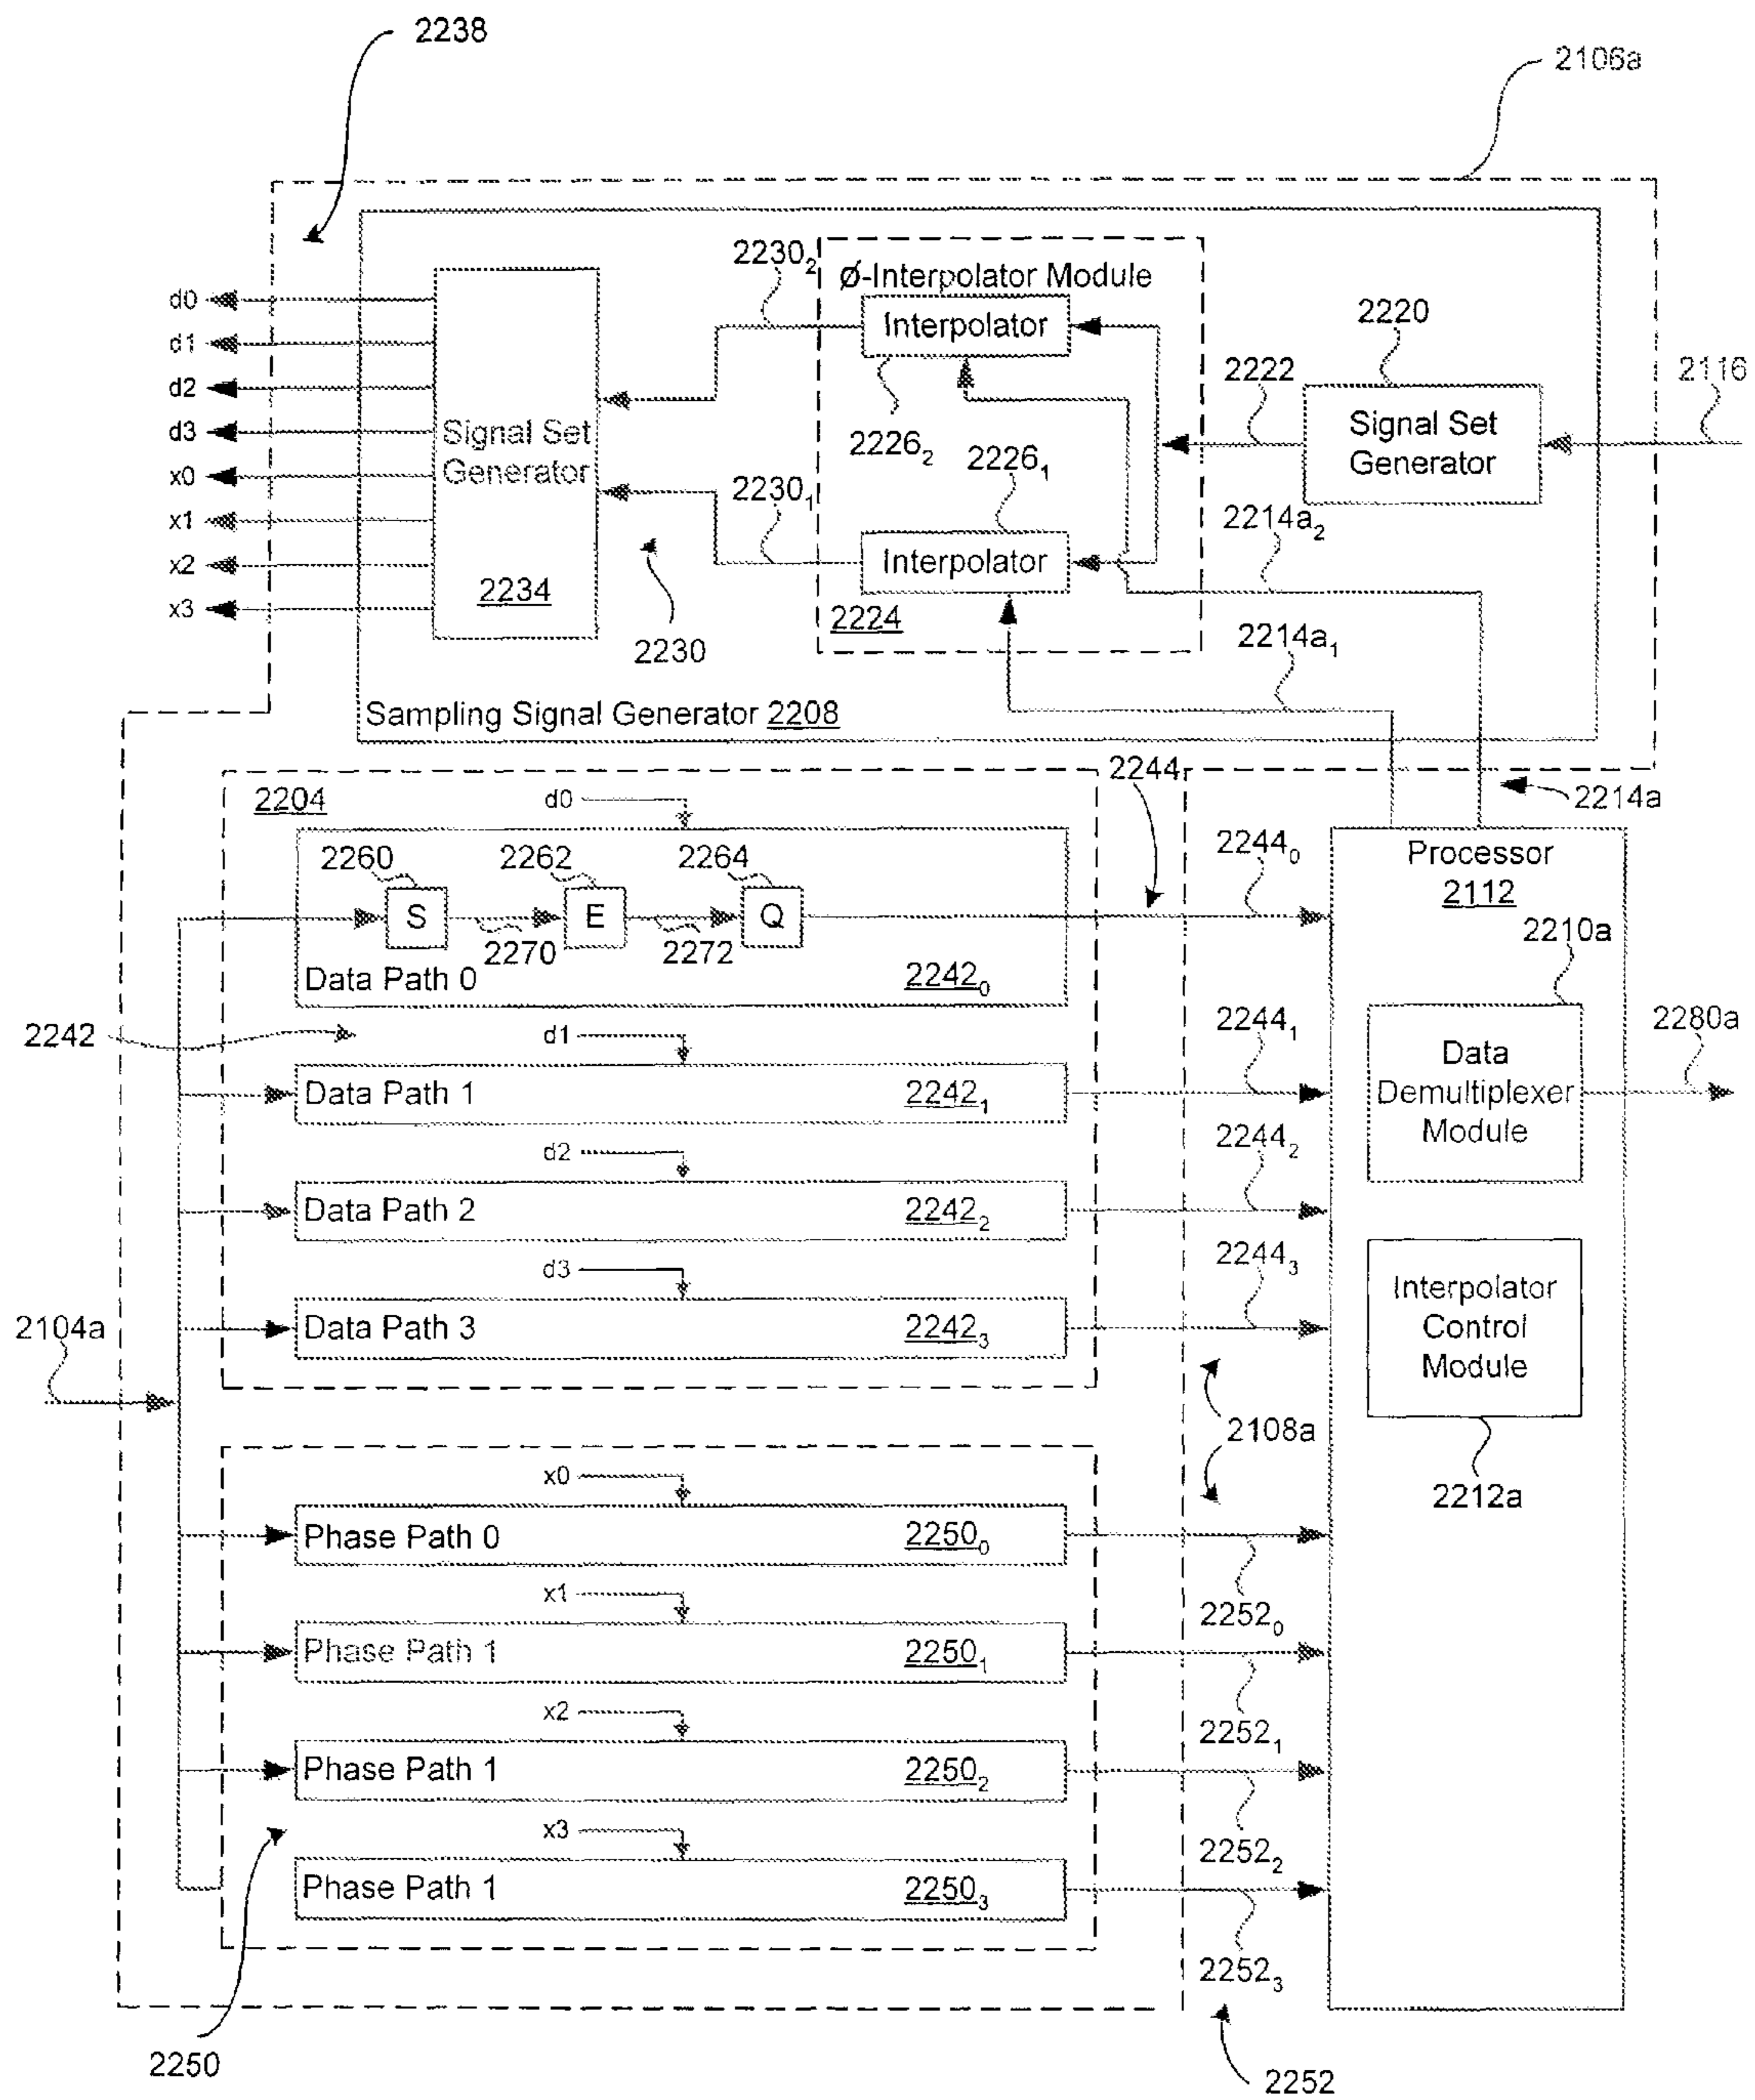 2238
2106a
2230₂
Ø-Interpolator Module
Interpolator
2220
2222
2116
d0
d1
d2
d3
x0
x1
x2
x3
Signal Set
Generator
2234
Signal Set
Generator
2226₂
2226₁
2230₁
2214a₂
Interpolator
2224
2230
2214a₁
Sampling Signal Generator 2208
2244
2214a
2204
d0
2260
2262
2264
2244₀
Processor
2112
S
E
Q
2270
2272
2210a
Data Path 0
2242₀
2242
d1
2244₁
2280a
Data
Demultiplexer
Module
Data Path 1
2242₁
d2
2244₂
Data Path 2
2242₂
d3
2244₃
Interpolator
Control
Module
Data Path 3
2242₃
2104a
2108a
2212a
x0
Phase Path 0
2250₀
x1
2252₀
Phase Path 1
2250₁
x2
2252₁
Phase Path 1
2250₂
x3
2252₂
Phase Path 1
2250₃
2252₃
2250
2252